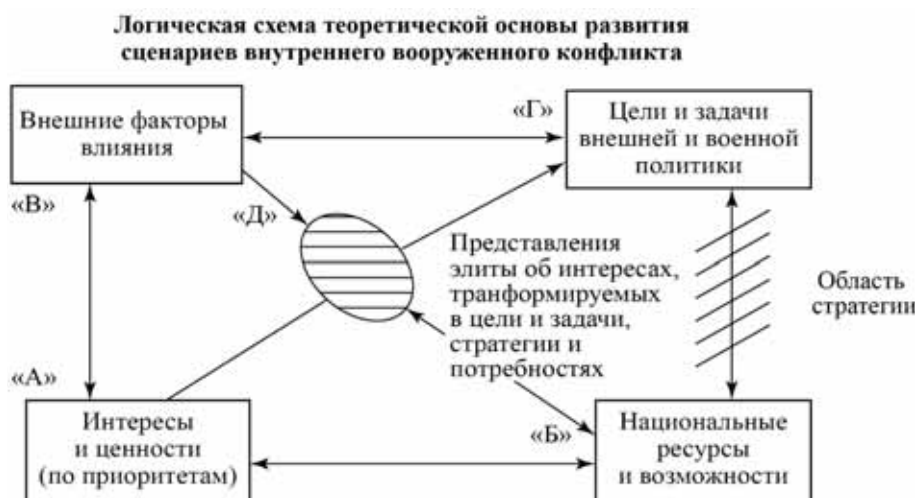 Логическая схема теоретической основы развития
сценариев внутреннего вооруженного конфликта
Внешние факторы
влияния
«Г»
Цели и задачи
внешней и военной
политики
«В»
«Д»
Представления
элиты об интересах,
транформируемых
в цели и задачи,
стратегии и
потребностях
Область
стратегии
«А»
Интересы
и ценности
(по приоритетам)
«Б»
Национальные
ресурсы
и возможности